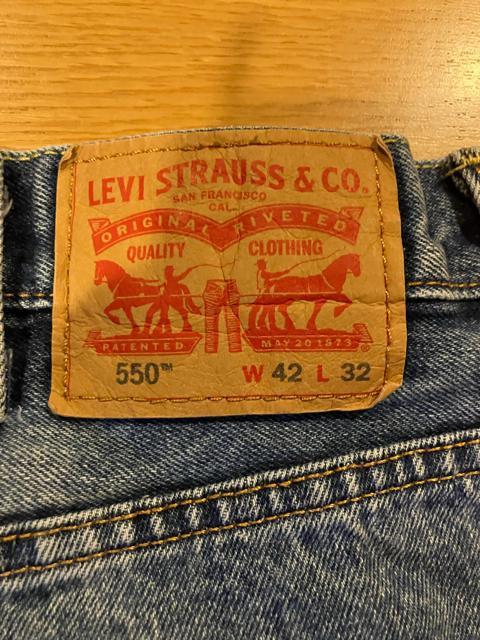 LEVI STRAUSS & CO.
SAN FRANCISCO
CAL.
ORIGINAL RIVETED
QUALITY CLOTHING
PATENTED MAY 20 1873 ®
550™ W 42 L 32